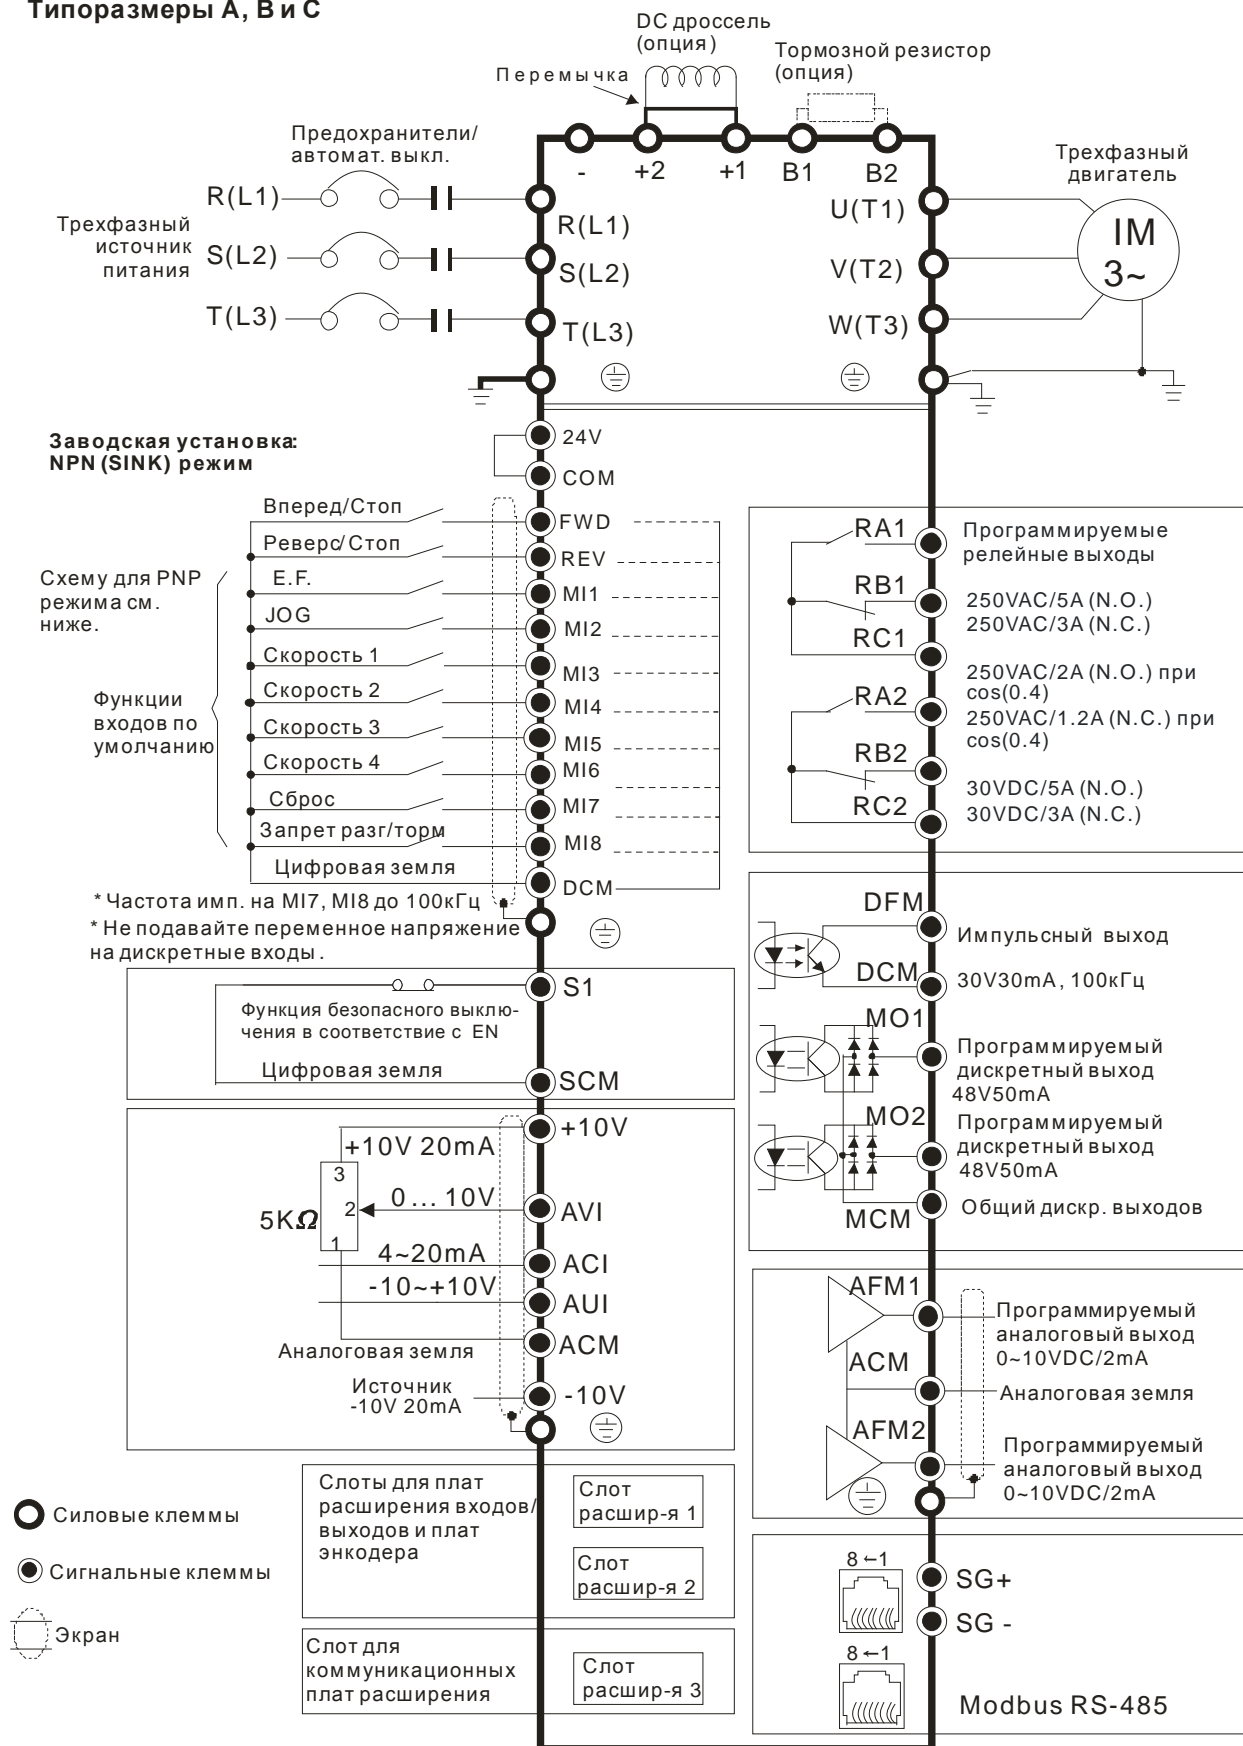 Типоразмеры А, В и С
DC дроссель
(опция)
Тормозной резистор
(опция)
Перемычка
Предохранители/
автомат. выкл.
-
+2
+1
B1
B2
Трехфазный
двигатель
R(L1)
R(L1)
U(T1)
IM
3~
Трехфазный
источник
питания
S(L2)
S(L2)
V(T2)
T(L3)
T(L3)
W(T3)
Заводская установка:
NPN (SINK) режим
24V
COM
Вперед/Стоп
FWD
Реверс/Стоп
REV
E.F.
MI1
JOG
MI2
Скорость 1
MI3
Скорость 2
MI4
Скорость 3
MI5
Скорость 4
MI6
Сброс
MI7
Запрет разг/торм
MI8
Цифровая земля
DCM
Схему для PNP
режима см.
ниже.
Функции
входов по
умолчанию
* Частота имп. на MI7, MI8 до 100кГц
* Не подавайте переменное напряжение
на дискретные входы.
RA1
RB1
RC1
RA2
RB2
RC2
Программируемые
релейные выходы
250VAC/5A (N.O.)
250VAC/3A (N.C.)
250VAC/2A (N.O.) при
cos(0.4)
250VAC/1.2A (N.C.) при
cos(0.4)
30VDC/5A (N.O.)
30VDC/3A (N.C.)
S1
Функция безопасного выклю-
чения в соответствие с EN
Цифровая земля
SCM
DFM
Импульсный выход
DCM
30V30mA, 100кГц
MO1
Программируемый
дискретный выход
48V50mA
MO2
Программируемый
дискретный выход
48V50mA
MCM
Общий дискр. выходов
+10V
+10V 20mA
3
5KΩ
2
0 ... 10V
AVI
1
4~20mA
ACI
-10~+10V
AUI
ACM
Аналоговая земля
Источник
-10V 20mA
-10V
AFM1
Программируемый
аналоговый выход
0~10VDC/2mA
ACM
Аналоговая земля
AFM2
Программируемый
аналоговый выход
0~10VDC/2mA
Слоты для плат
расширения входов/
выходов и плат
энкодера
Слот
расшир-я 1
Слот
расшир-я 2
Слот для
коммуникационных
плат расширения
Слот
расшир-я 3
Силовые клеммы
Сигнальные клеммы
Экран
8←1
SG+
SG -
8←1
Modbus RS-485